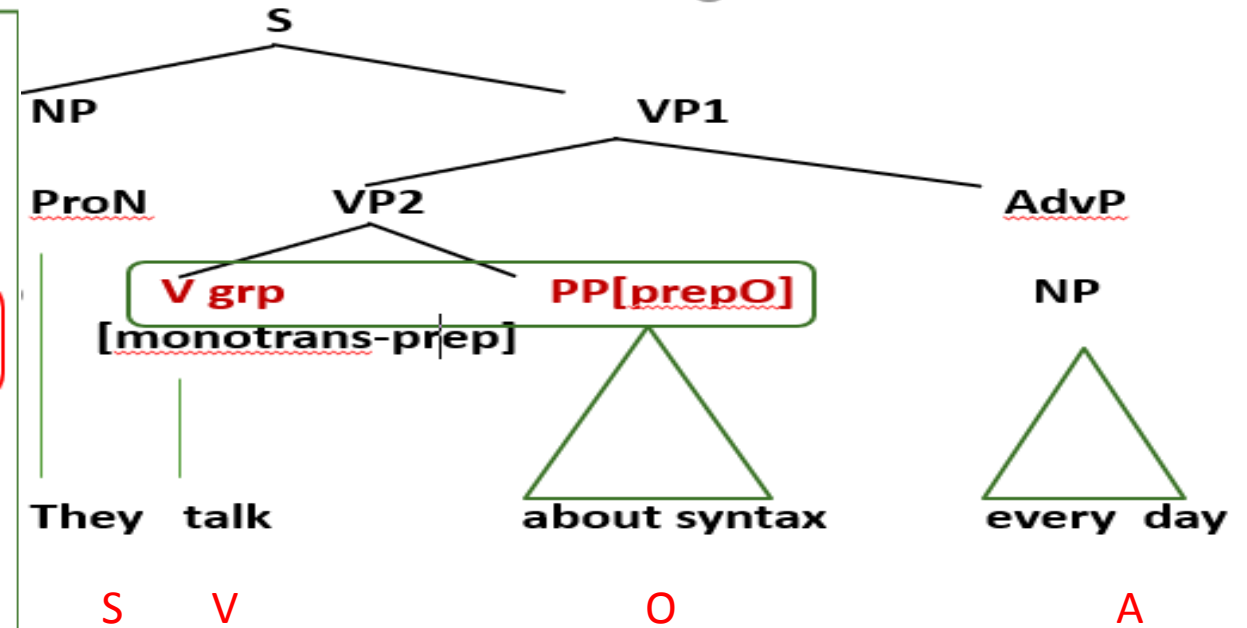 S
NP VP1
ProN VP2 AdvP
V grp PP[prepO] NP
[monotrans-prep]
They talk about syntax every day
S V O A